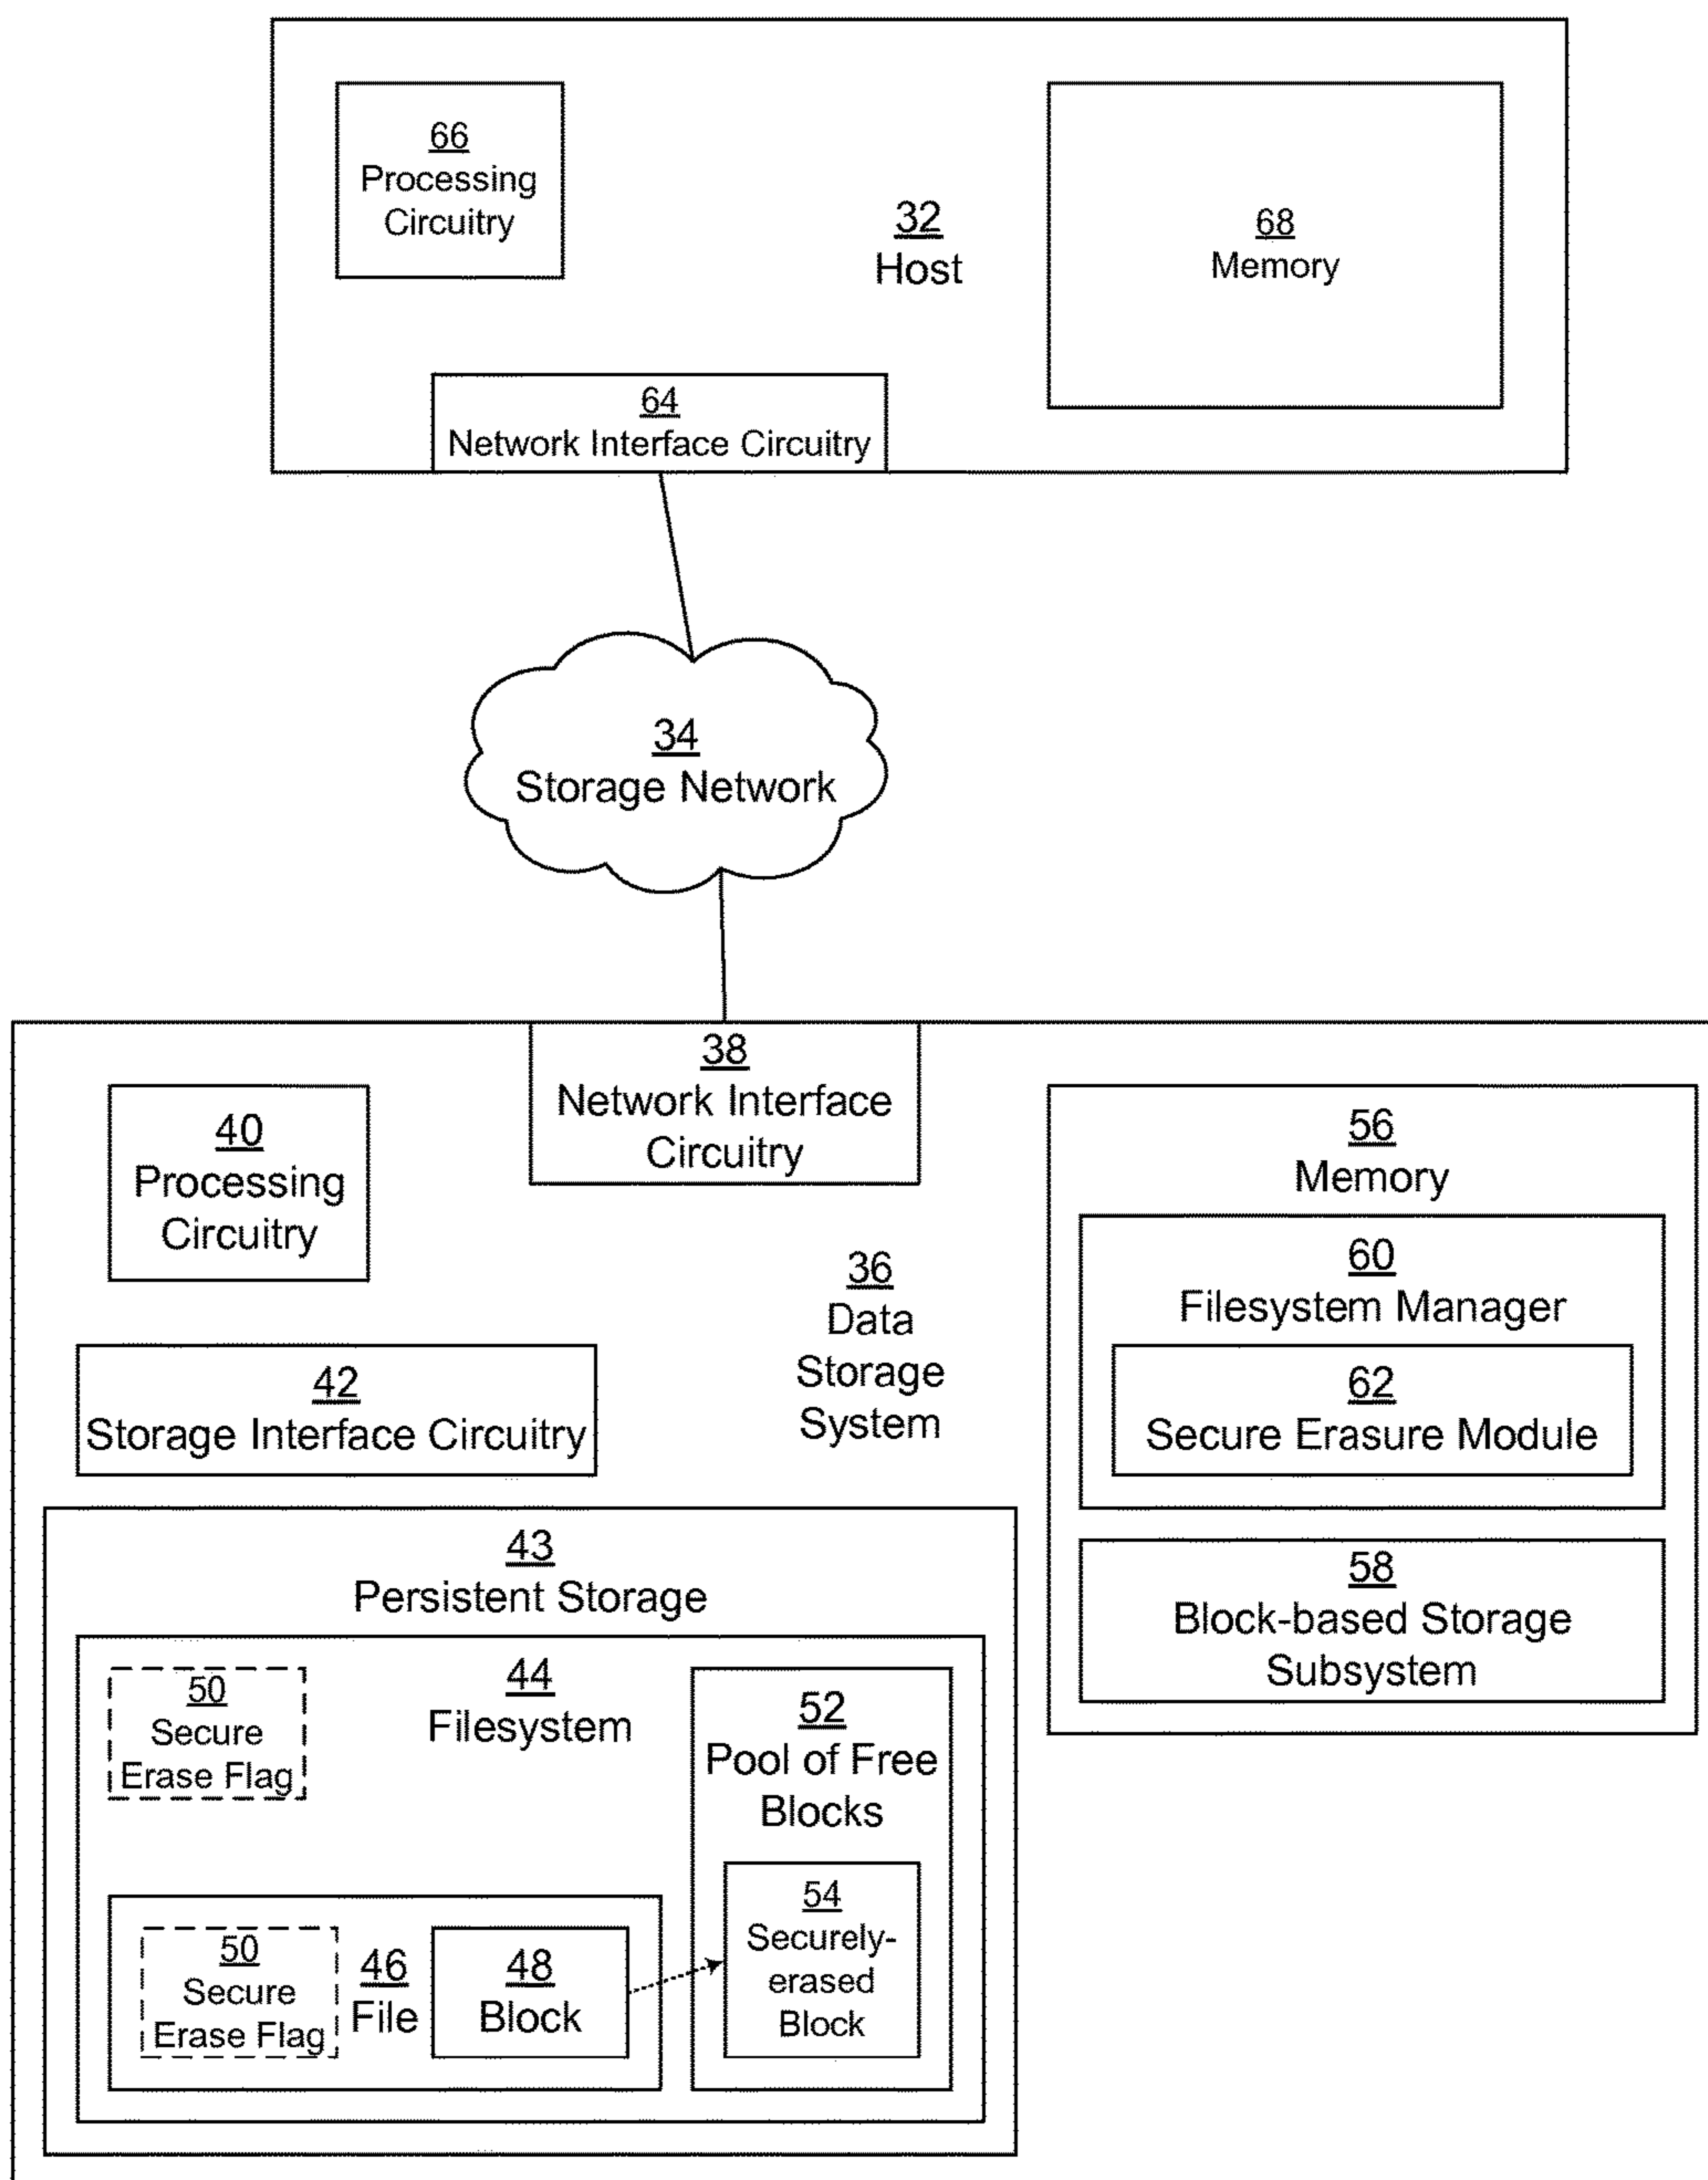 66
Processing
Circuitry
32
Host
68
Memory
64
Network Interface Circuitry
34
Storage Network
38
Network Interface
Circuitry
40
Processing
Circuitry
42
Storage Interface Circuitry
36
Data
Storage
System
56
Memory
60
Filesystem Manager
62
Secure Erasure Module
58
Block-based Storage
Subsystem
43
Persistent Storage
50
Secure
Erase Flag
44
Filesystem
52
Pool of Free
Blocks
54
Securely-
erased
Block
50
Secure
Erase Flag
46
File
48
Block